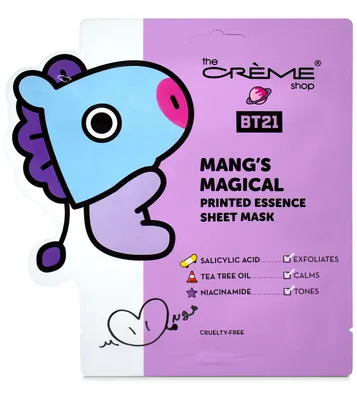 the
CRÈME®
shop
BT21
MANG'S
MAGICAL
PRINTED ESSENCE
SHEET MASK
SALICYLIC ACID......... EXFOLIATES
TEA TREE OIL........... CALMS
NIACINAMIDE............ TONES
CRUELTY-FREE